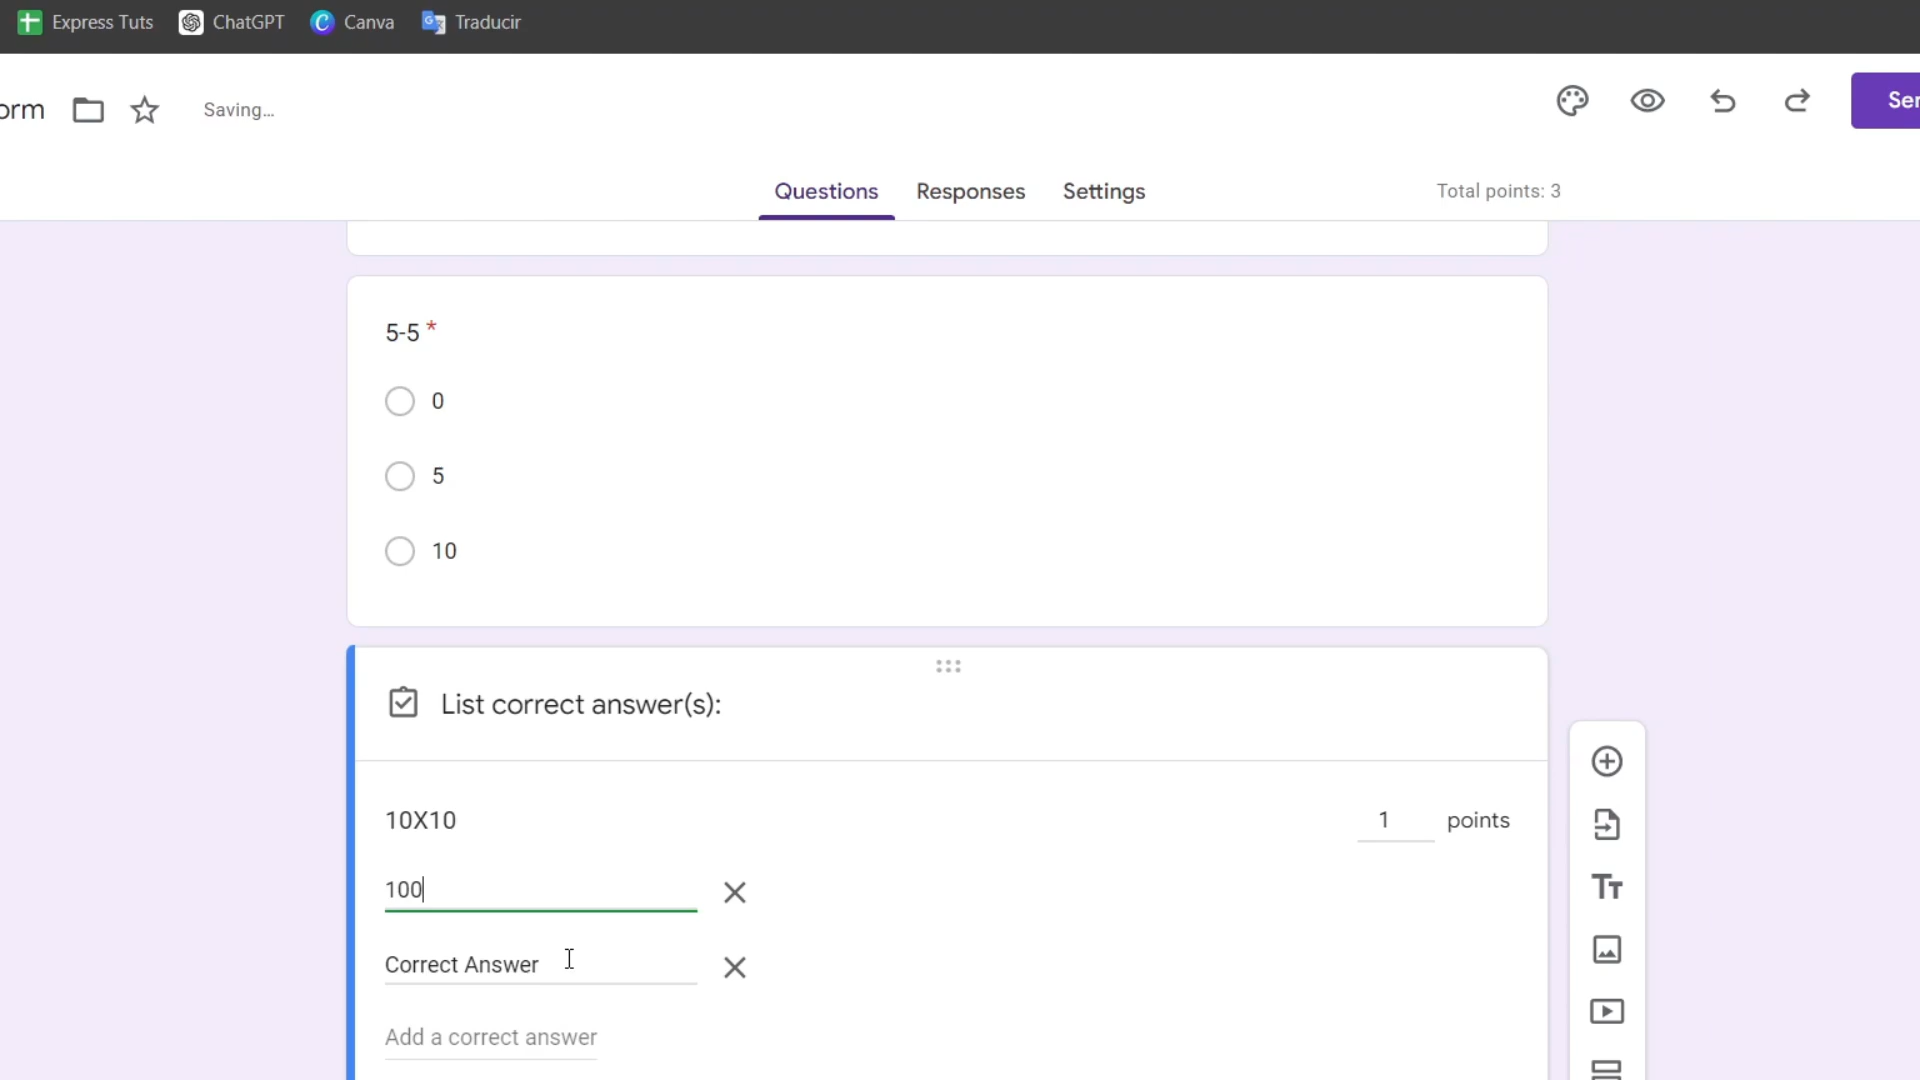 Express Tuts ChatGPT Canva Traducir
orm Saving... Ser
Questions Responses Settings Total points: 3
5-5 *
0
5
10
List correct answer(s):
10X10 1 points
100
Correct Answer
Add a correct answer